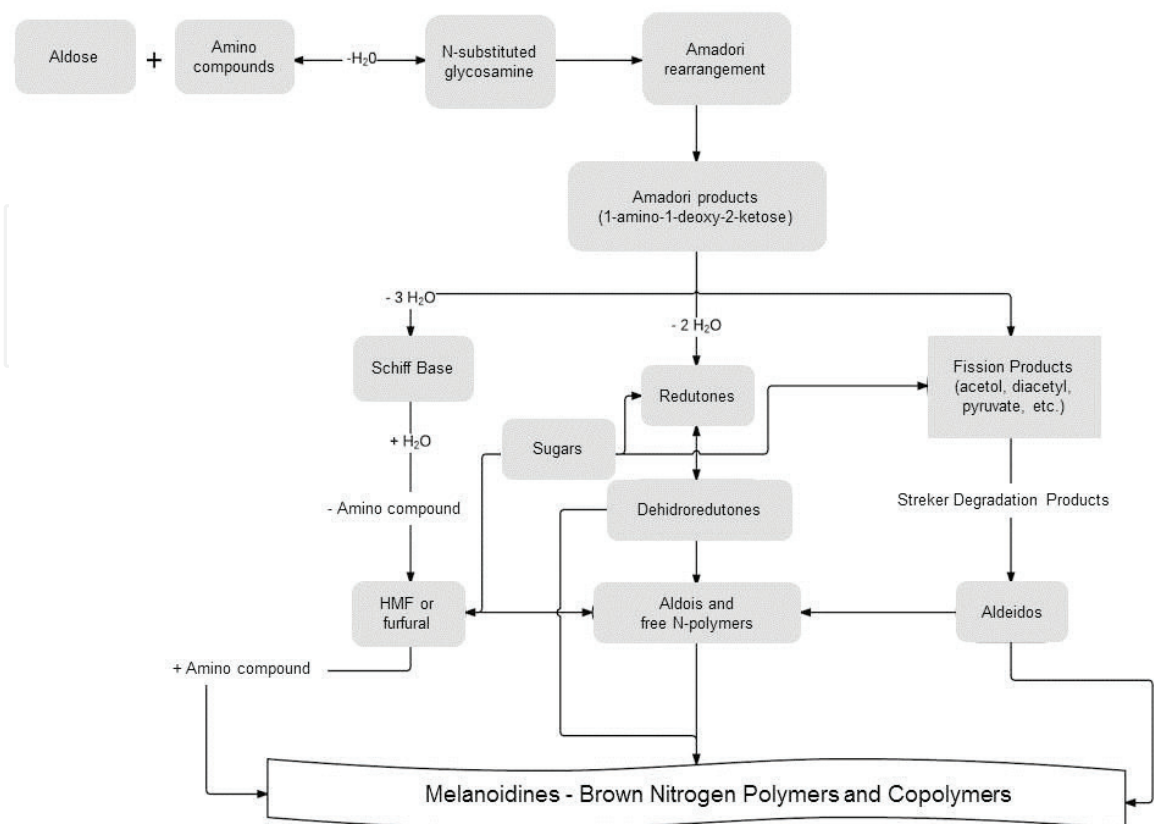 Aldose
+
Amino
compounds
-H₂0
N-substituted
glycosamine
Amadori
rearrangement
Amadori products
(1-amino-1-deoxy-2-ketose)
- 3 H₂O
- 2 H₂O
Schiff Base
Redutones
Fission Products
(acetol, diacetyl,
pyruvate, etc.)
+ H₂O
Sugars
- Amino compound
Dehidroredutones
Streker Degradation Products
HMF or
furfural
Aldois and
free N-polymers
Aldeidos
+ Amino compound
Melanoidines - Brown Nitrogen Polymers and Copolymers